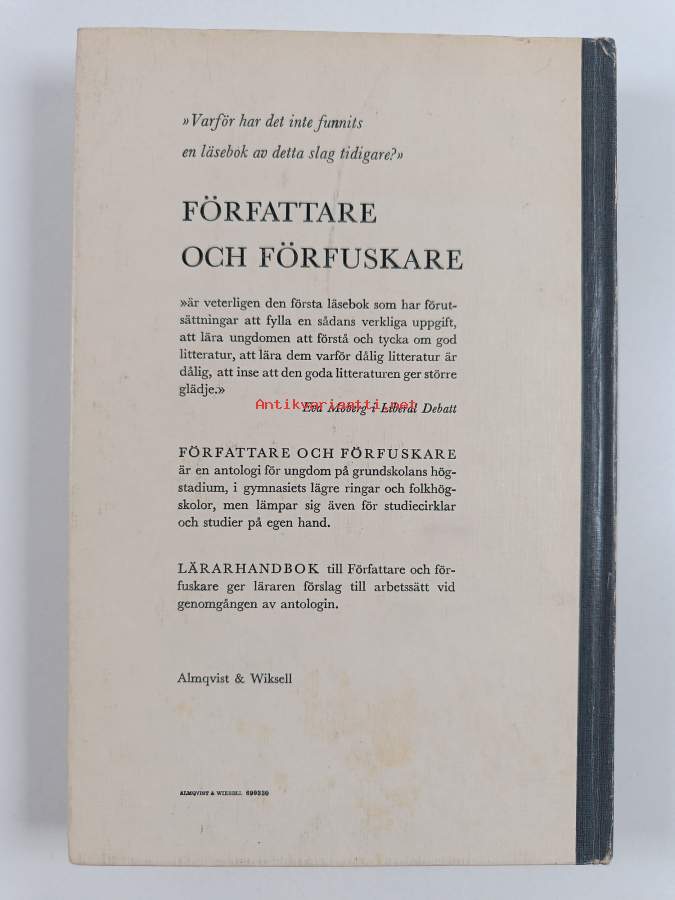 »Varför har det inte funnits
en läsebok av detta slag tidigare?»
FÖRFATTARE
OCH FÖRFUSKARE
»är veterligen den första läsebok som har förut-
sättningar att fylla en sådans verkliga uppgift,
att lära ungdomen att förstå och tycka om god
litteratur, att lära dem varför dålig litteratur är
dålig, att inse att den goda litteraturen ger större
glädje.»
Antikvariantti.net
Eva Moberg i Liberal Debatt
FÖRFATTARE OCH FÖRFUSKARE
är en antologi för ungdom på grundskolans hög-
stadium, i gymnasiets lägre ringar och folkhög-
skolor, men lämpar sig även för studiecirklar
och studier på egen hand.
LÄRARHANDBOK till Författare och för-
fuskare ger läraren förslag till arbetssätt vid
genomgången av antologin.
Almqvist & Wiksell
ALMQVIST & WIKSELL 699330